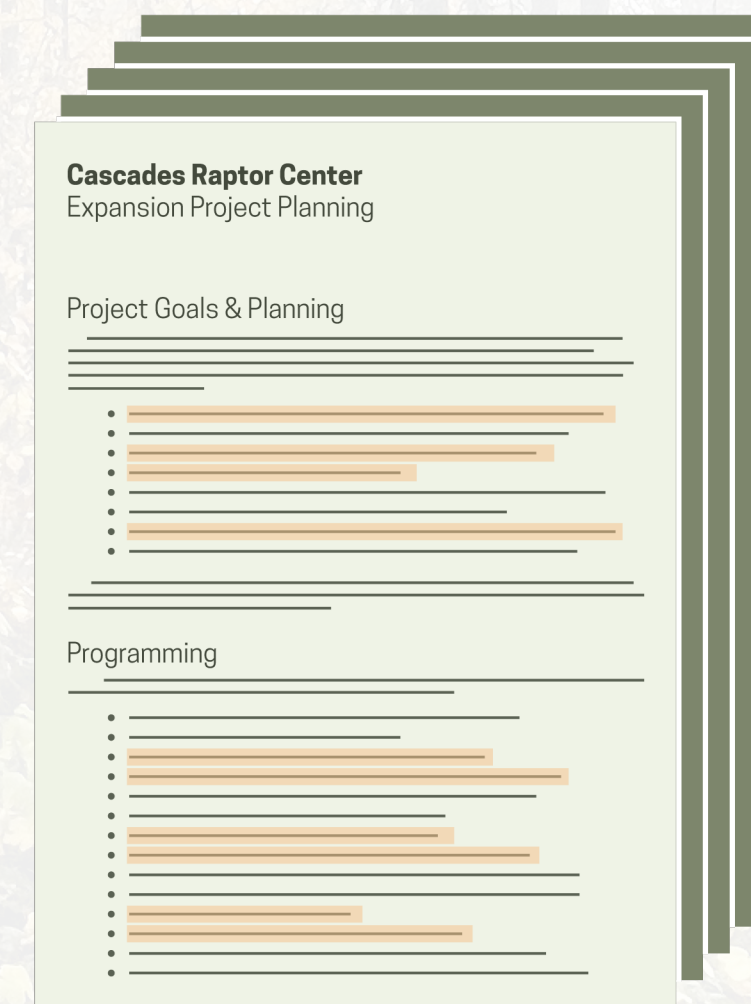 Cascades Raptor Center
Expansion Project Planning
Project Goals & Planning
Programming